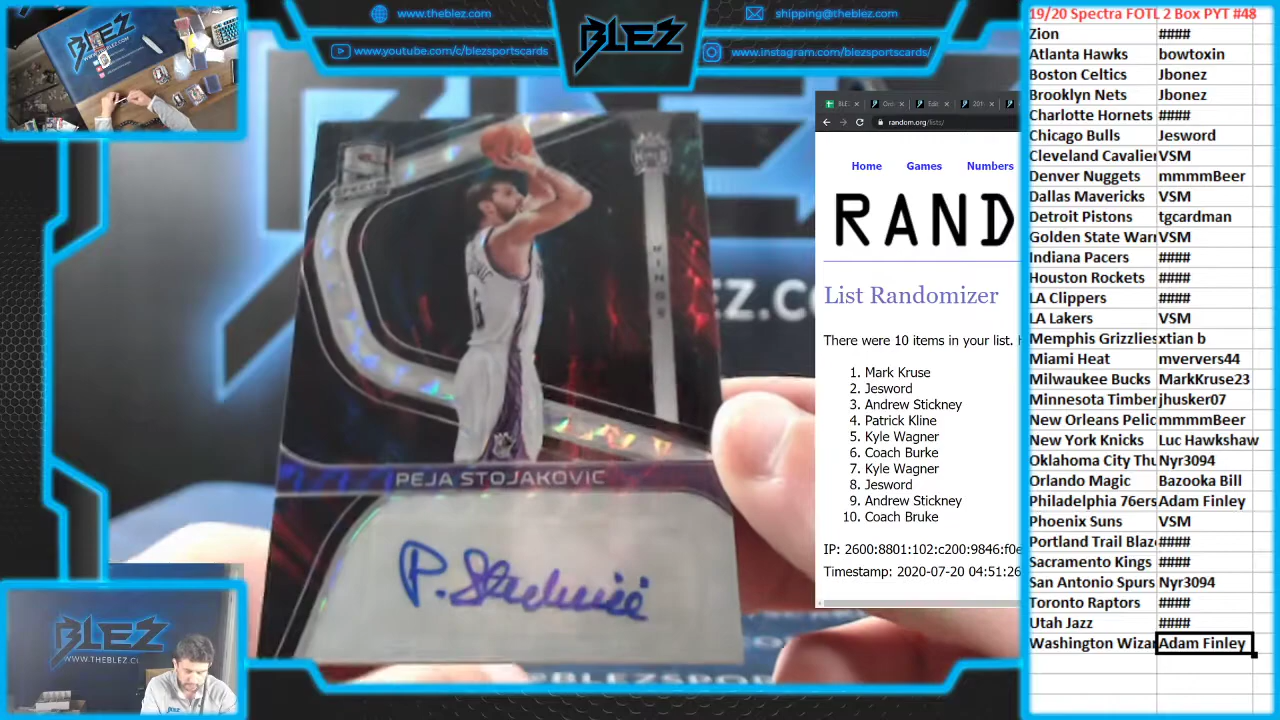 www.theblez.com
shipping@theblez.com
www.youtube.com/c/blezsportscards
www.instagram.com/blezsportscards/
BLEZ
KINGS
PEJA STOJAKOVIC
BLEZ
WWW.THEBLEZ.COM
@BLEZSPOR
random.org/lists/
Home Games Numbers
RAND
List Randomizer
There were 10 items in your list.
1. Mark Kruse
2. Jesword
3. Andrew Stickney
4. Patrick Kline
5. Kyle Wagner
6. Coach Burke
7. Kyle Wagner
8. Jesword
9. Andrew Stickney
10. Coach Bruke
IP: 2600:8801:102:c200:9846:f0e
Timestamp: 2020-07-20 04:51:26
19/20 Spectra FOTL 2 Box PYT #48
Zion ####
Atlanta Hawks bowtoxin
Boston Celtics Jbonez
Brooklyn Nets Jbonez
Charlotte Hornets ####
Chicago Bulls Jesword
Cleveland Cavalier VSM
Denver Nuggets mmmmBeer
Dallas Mavericks VSM
Detroit Pistons tgcardman
Golden State Warr VSM
Indiana Pacers ####
Houston Rockets ####
LA Clippers ####
LA Lakers VSM
Memphis Grizzlies xtian b
Miami Heat mververs44
Milwaukee Bucks MarkKruse23
Minnesota Timber jhusker07
New Orleans Pelic mmmmBeer
New York Knicks Luc Hawkshaw
Oklahoma City Thu Nyr3094
Orlando Magic Bazooka Bill
Philadelphia 76ers Adam Finley
Phoenix Suns VSM
Portland Trail Blaze ####
Sacramento Kings ####
San Antonio Spurs Nyr3094
Toronto Raptors ####
Utah Jazz ####
Washington Wizar Adam Finley